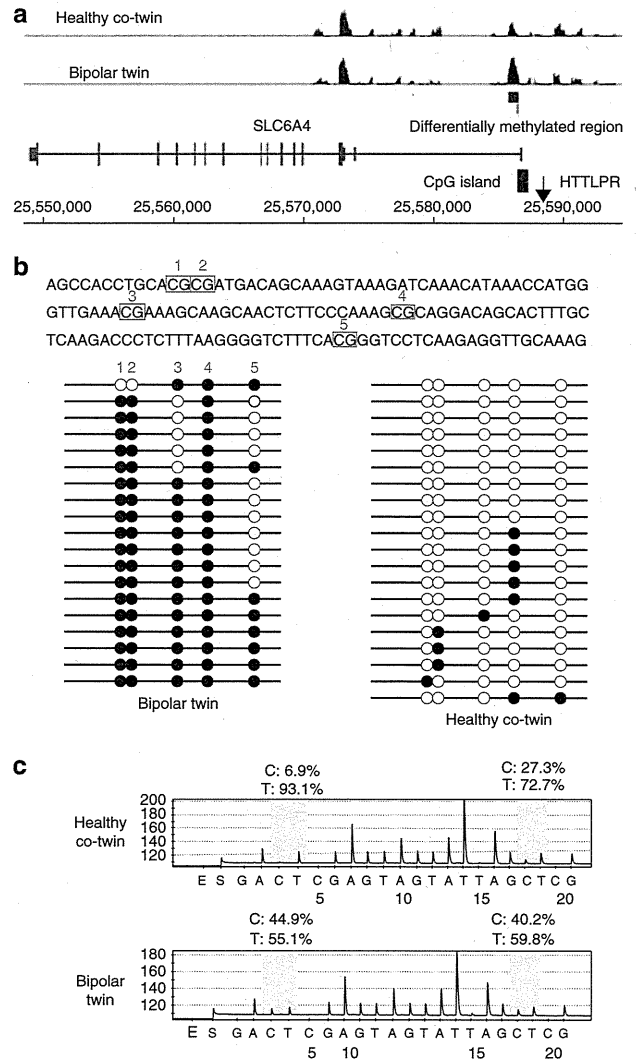 a
Healthy co-twin
Bipolar twin
SLC6A4
Differentially methylated region
CpG island
HTTLPR
25,550,000 25,560,000 25,570,000 25,580,000 25,590,000
b
1 2
AGCCACCTGCACGCGATGACAGCAAAGTAAAGATCAAACATAAACCATGG
3 4
GTTGAAACGAAAGCAAGCAACTCTTCCCAAAGCGCAGGACAGCACTTTGC
5
TCAAGACCCTCTTTAAGGGGTCTTTCACGGGTCCTCAAGAGGTTGCAAAG
1 2 3 4 5
Bipolar twin
Healthy co-twin
c
C: 6.9% C: 27.3%
T: 93.1% T: 72.7%
Healthy
co-twin
200
180
160
140
120
E S G A C T C G A G T A G T A T T A G C T C G
5 10 15 20
C: 44.9% C: 40.2%
T: 55.1% T: 59.8%
Bipolar
twin
180
160
140
120
E S G A C T C G A G T A G T A T T A G C T C G
5 10 15 20